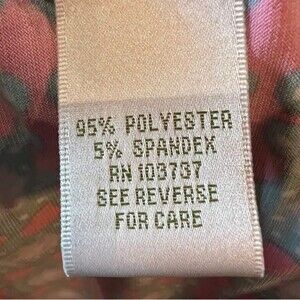 95% POLYESTER
5% SPANDEX
RN 103737
SEE REVERSE
FOR CARE